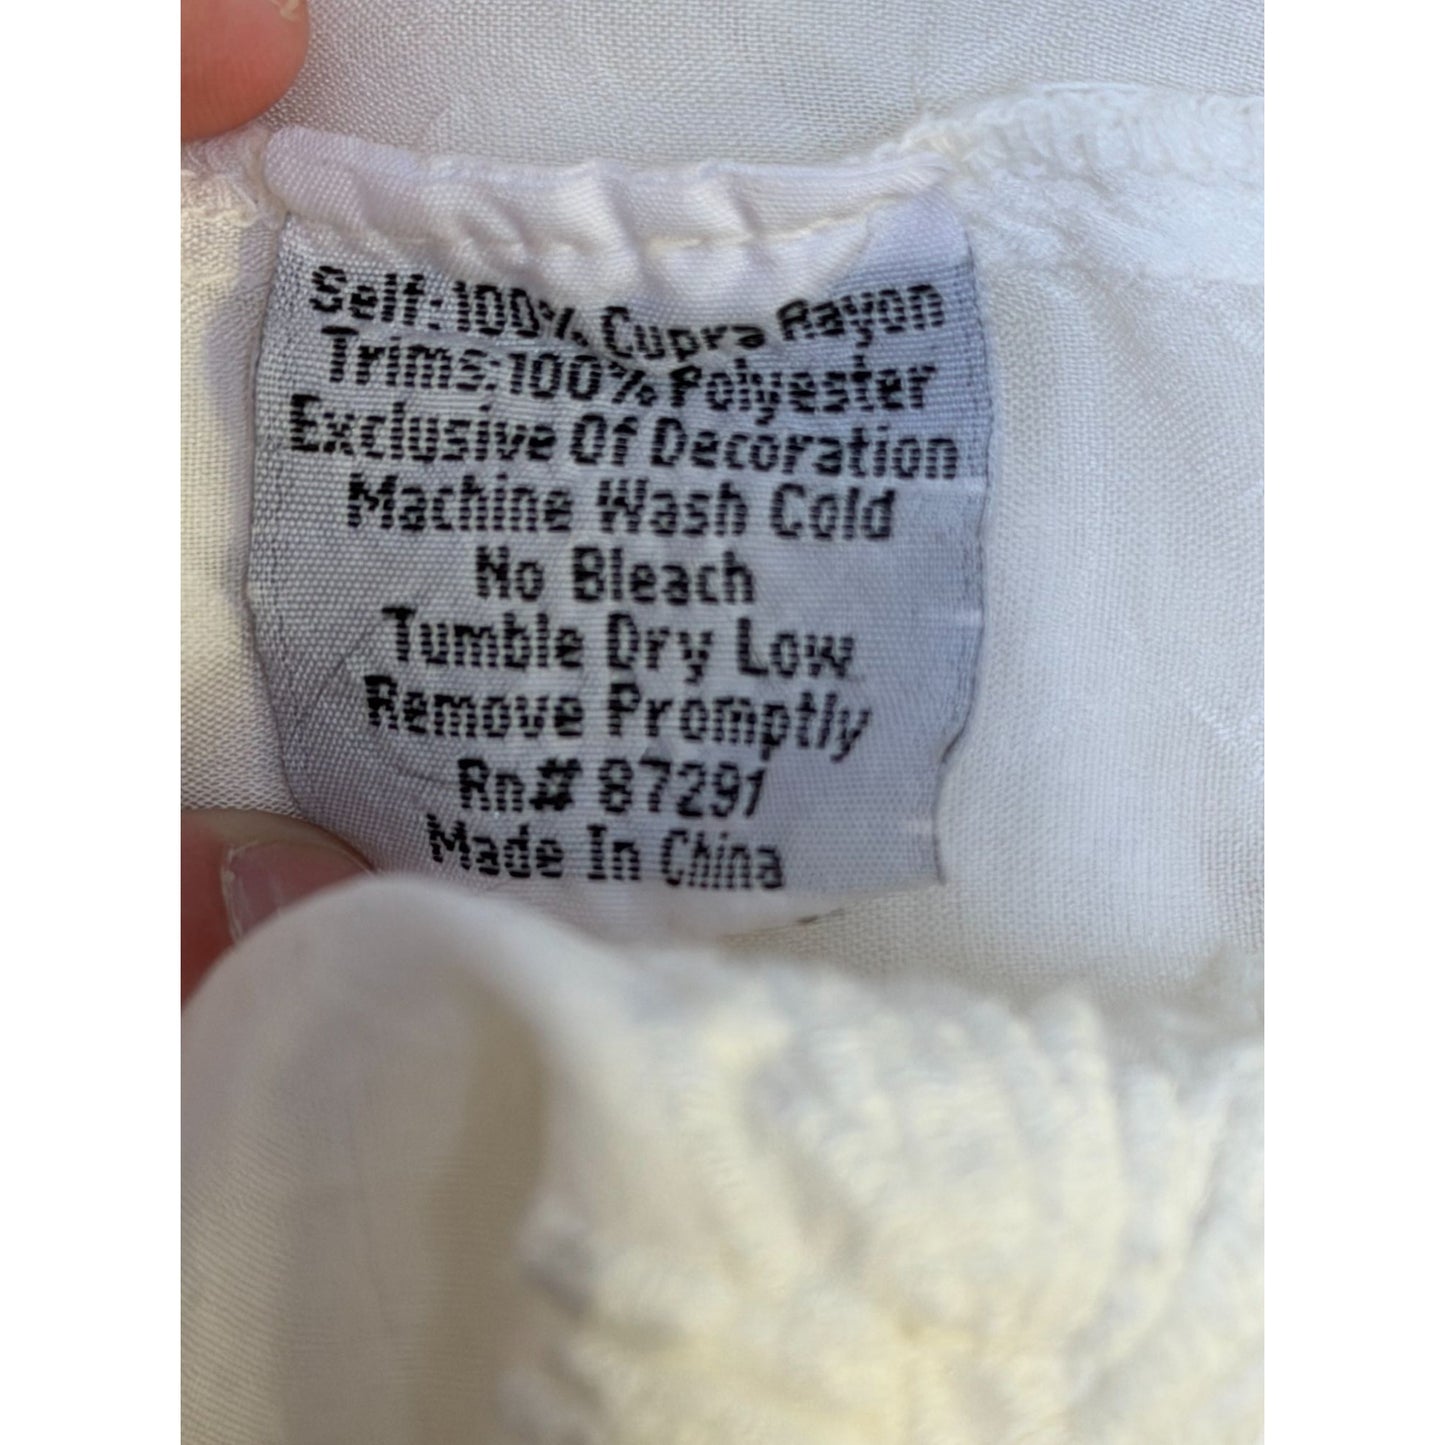 Self:100% Cupra Rayon
Trims:100% Polyester
Exclusive Of Decoration
Machine Wash Cold
No Bleach
Tumble Dry Low
Remove Promptly
Rn# 87291
Made In China